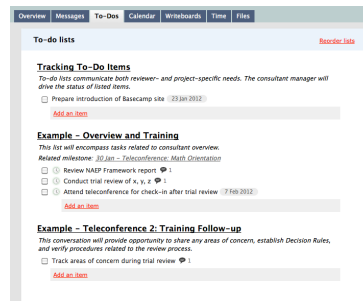 Overview Messages To-Dos Calendar Writeboards Time Files
To-do lists Reorder lists
Tracking To-Do Items
To-do lists communicate both reviewer- and project-specific needs. The consultant manager will
drive the status of listed items.
Prepare introduction of Basecamp site 23 Jan 2012
Add an item
Example - Overview and Training
This list will encompass tasks related to consultant overview.
Related milestone: 30 Jan - Teleconference: Math Orientation
Review NAEP Framework report 1
Conduct trial review of x, y, z 1
Attend teleconference for check-in after trial review 7 Feb 2012
Add an item
Example - Teleconference 2: Training Follow-up
This conversation will provide opportunity to share any areas of concern, establish Decision Rules,
and verify procedures related to the review process.
Track areas of concern during trial review 1
Add an item